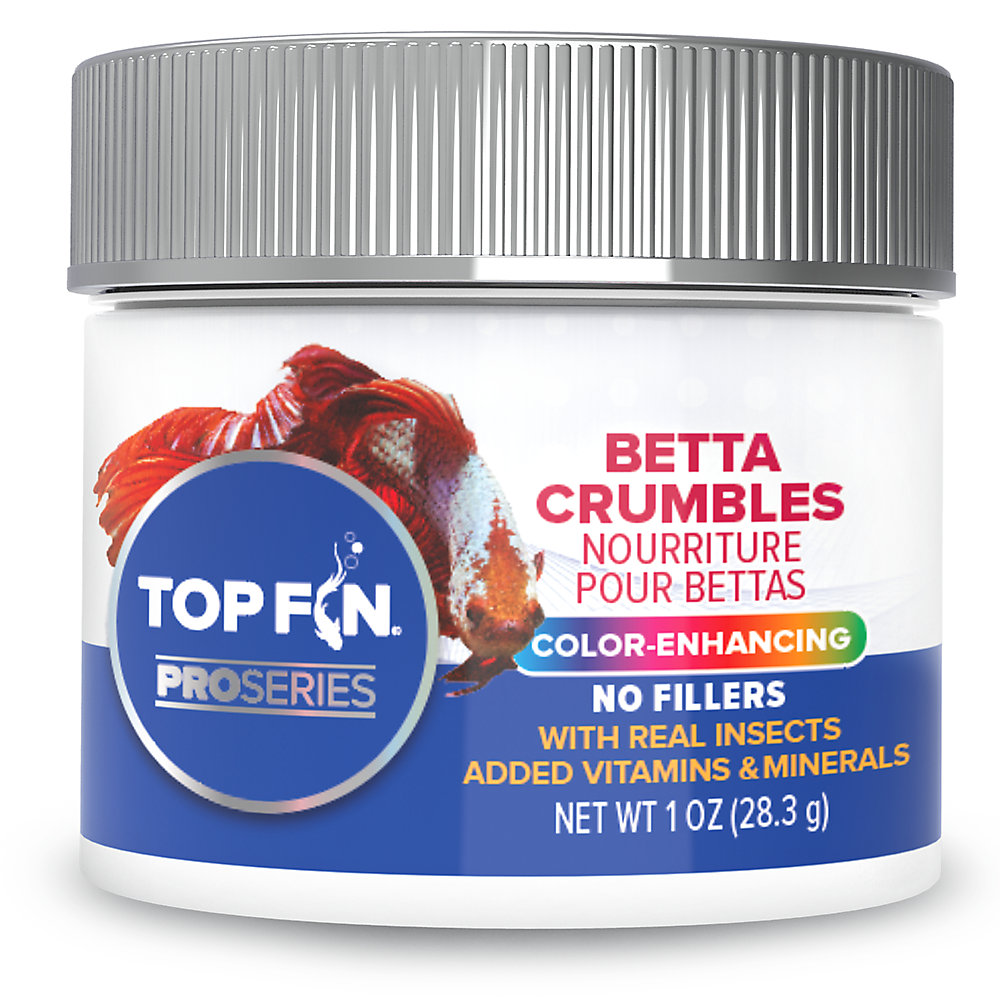 TOP FIN®
PROSERIES
BETTA
CRUMBLES
NOURRITURE
POUR BETTAS
COLOR-ENHANCING
NO FILLERS
WITH REAL INSECTS
ADDED VITAMINS & MINERALS
NET WT 1 OZ (28.3 g)